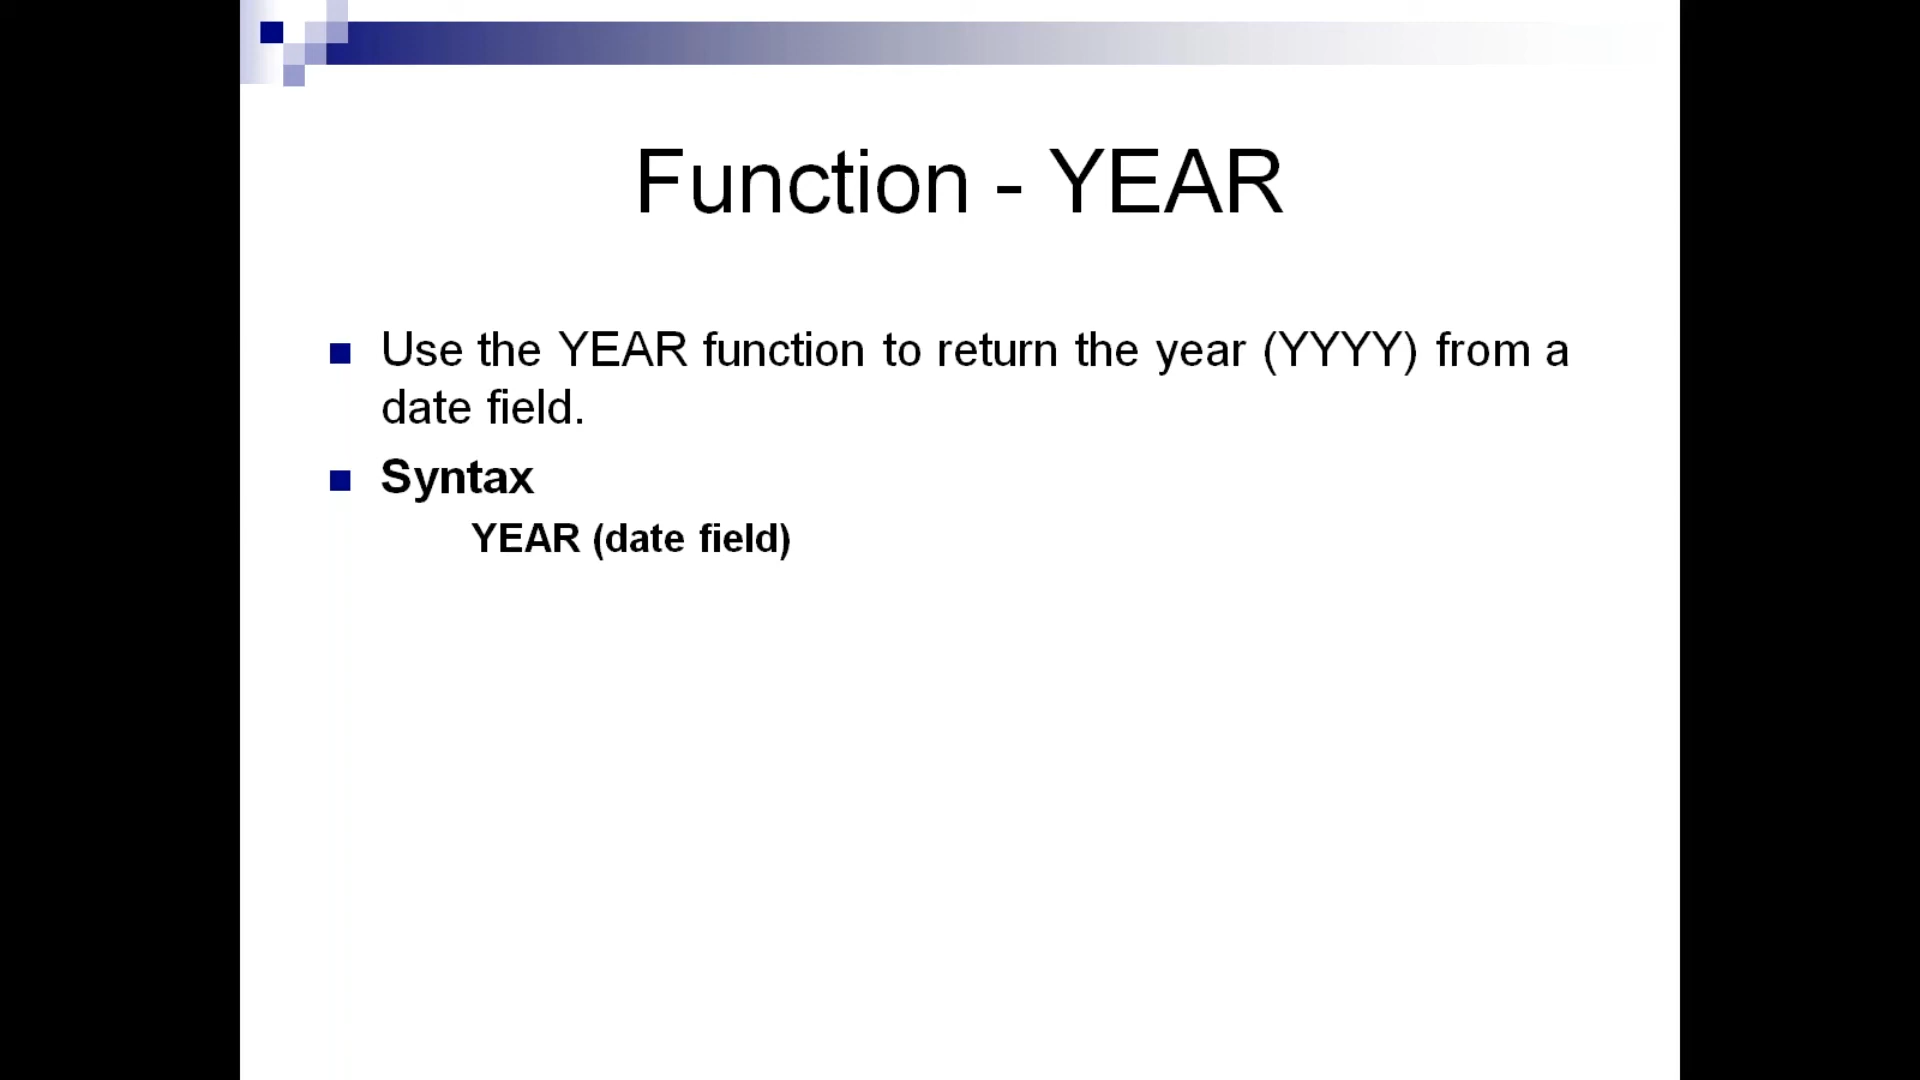 Function - YEAR
Use the YEAR function to return the year (YYYY) from a
date field.
Syntax
YEAR (date field)